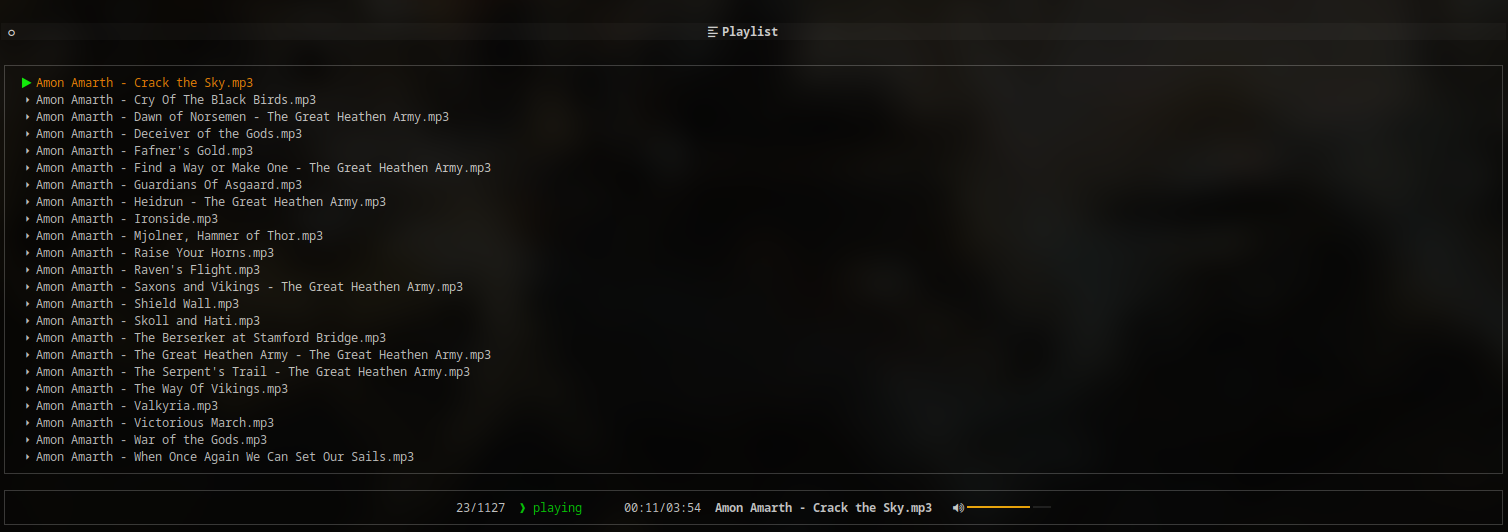 Playlist
Amon Amarth - Crack the Sky.mp3
Amon Amarth - Cry Of The Black Birds.mp3
Amon Amarth - Dawn of Norsemen - The Great Heathen Army.mp3
Amon Amarth - Deceiver of the Gods.mp3
Amon Amarth - Fafner's Gold.mp3
Amon Amarth - Find a Way or Make One - The Great Heathen Army.mp3
Amon Amarth - Guardians Of Asgaard.mp3
Amon Amarth - Heidrun - The Great Heathen Army.mp3
Amon Amarth - Ironside.mp3
Amon Amarth - Mjolner, Hammer of Thor.mp3
Amon Amarth - Raise Your Horns.mp3
Amon Amarth - Raven's Flight.mp3
Amon Amarth - Saxons and Vikings - The Great Heathen Army.mp3
Amon Amarth - Shield Wall.mp3
Amon Amarth - Skoll and Hati.mp3
Amon Amarth - The Berserker at Stamford Bridge.mp3
Amon Amarth - The Great Heathen Army - The Great Heathen Army.mp3
Amon Amarth - The Serpent's Trail - The Great Heathen Army.mp3
Amon Amarth - The Way Of Vikings.mp3
Amon Amarth - Valkyria.mp3
Amon Amarth - Victorious March.mp3
Amon Amarth - War of the Gods.mp3
Amon Amarth - When Once Again We Can Set Our Sails.mp3
23/1127 ❫ playing 00:11/03:54 Amon Amarth - Crack the Sky.mp3